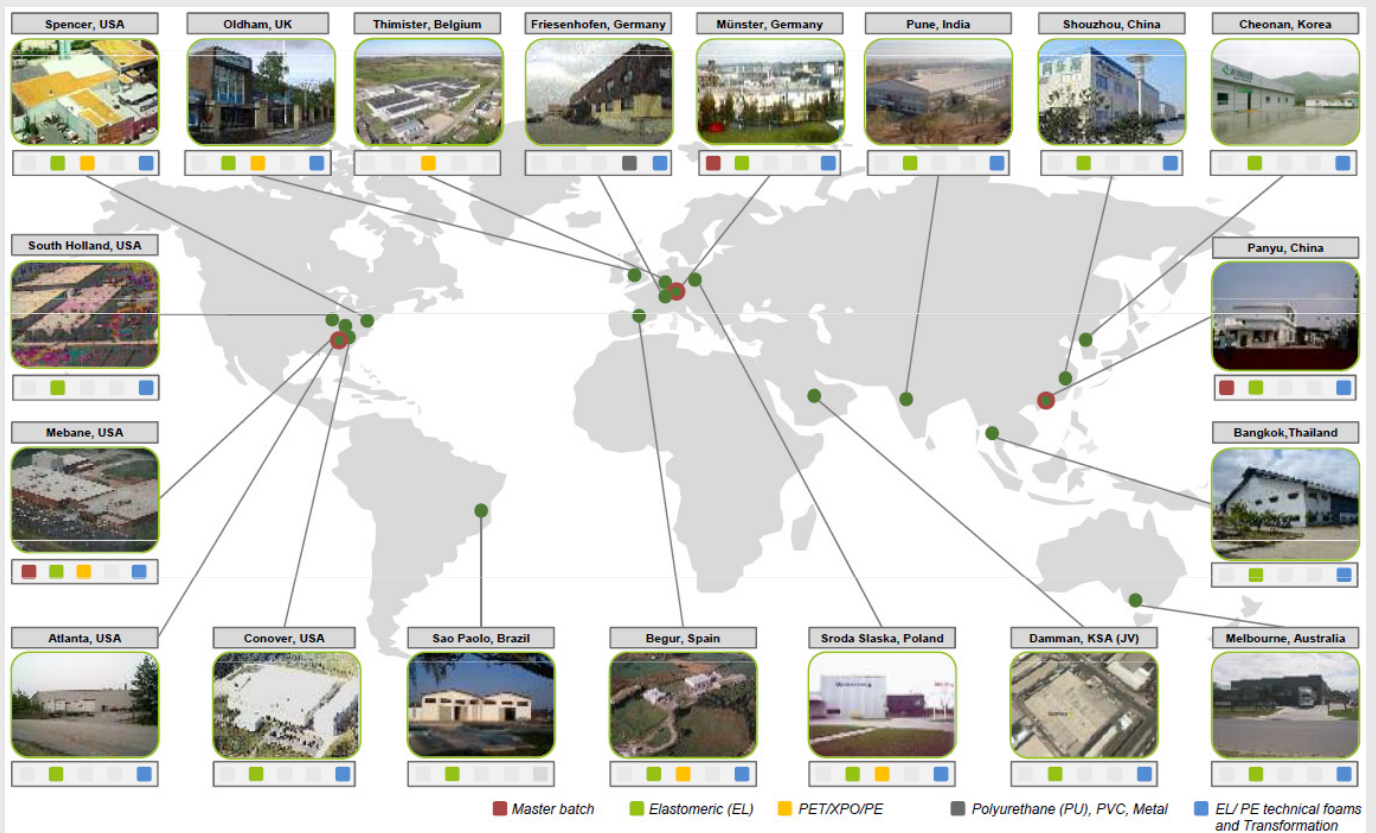 Spencer, USA
Oldham, UK
Thimister, Belgium
Friesenhofen, Germany
Münster, Germany
Pune, India
Shouzhou, China
Cheonan, Korea
South Holland, USA
Panyu, China
Mebane, USA
Bangkok,Thailand
Atlanta, USA
Conover, USA
Sao Paolo, Brazil
Begur, Spain
Sroda Slaska, Poland
Damman, KSA (JV)
Melbourne, Australia
Master batch
Elastomeric (EL)
PET/XPO/PE
Polyurethane (PU), PVC, Metal
EL/ PE technical foams
and Transformation